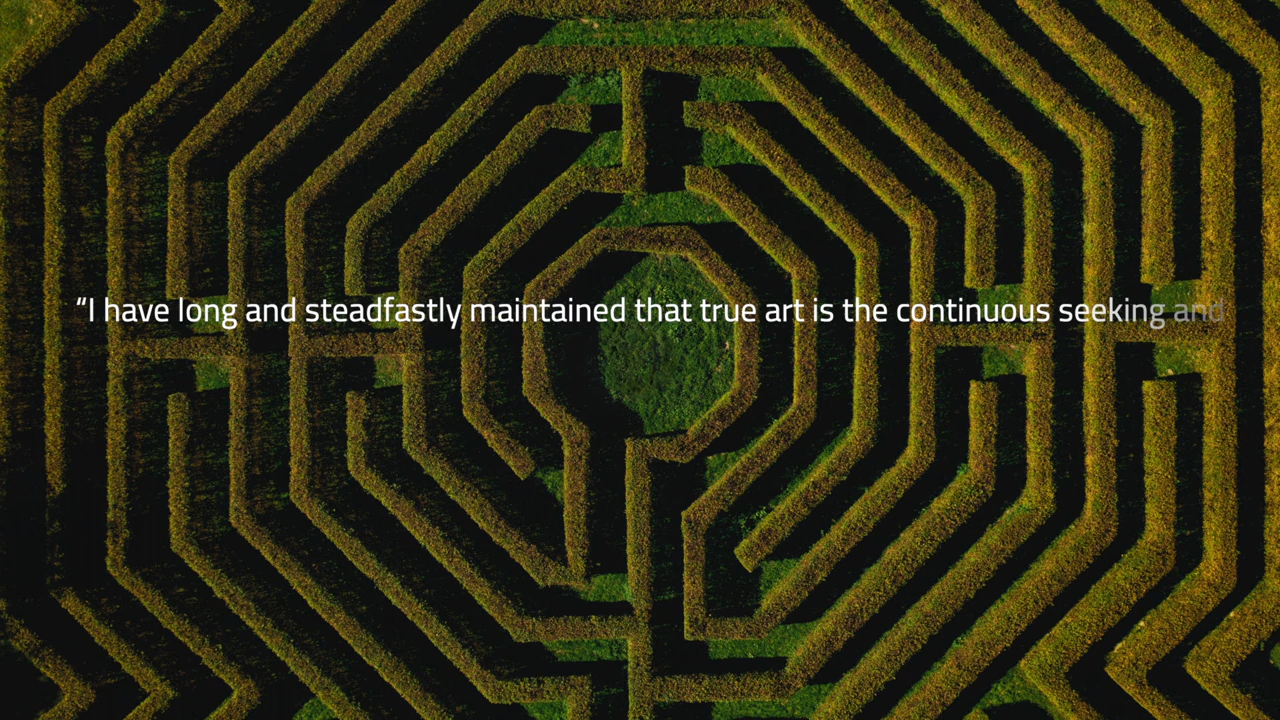 “I have long and steadfastly maintained that true art is the continuous seeking and